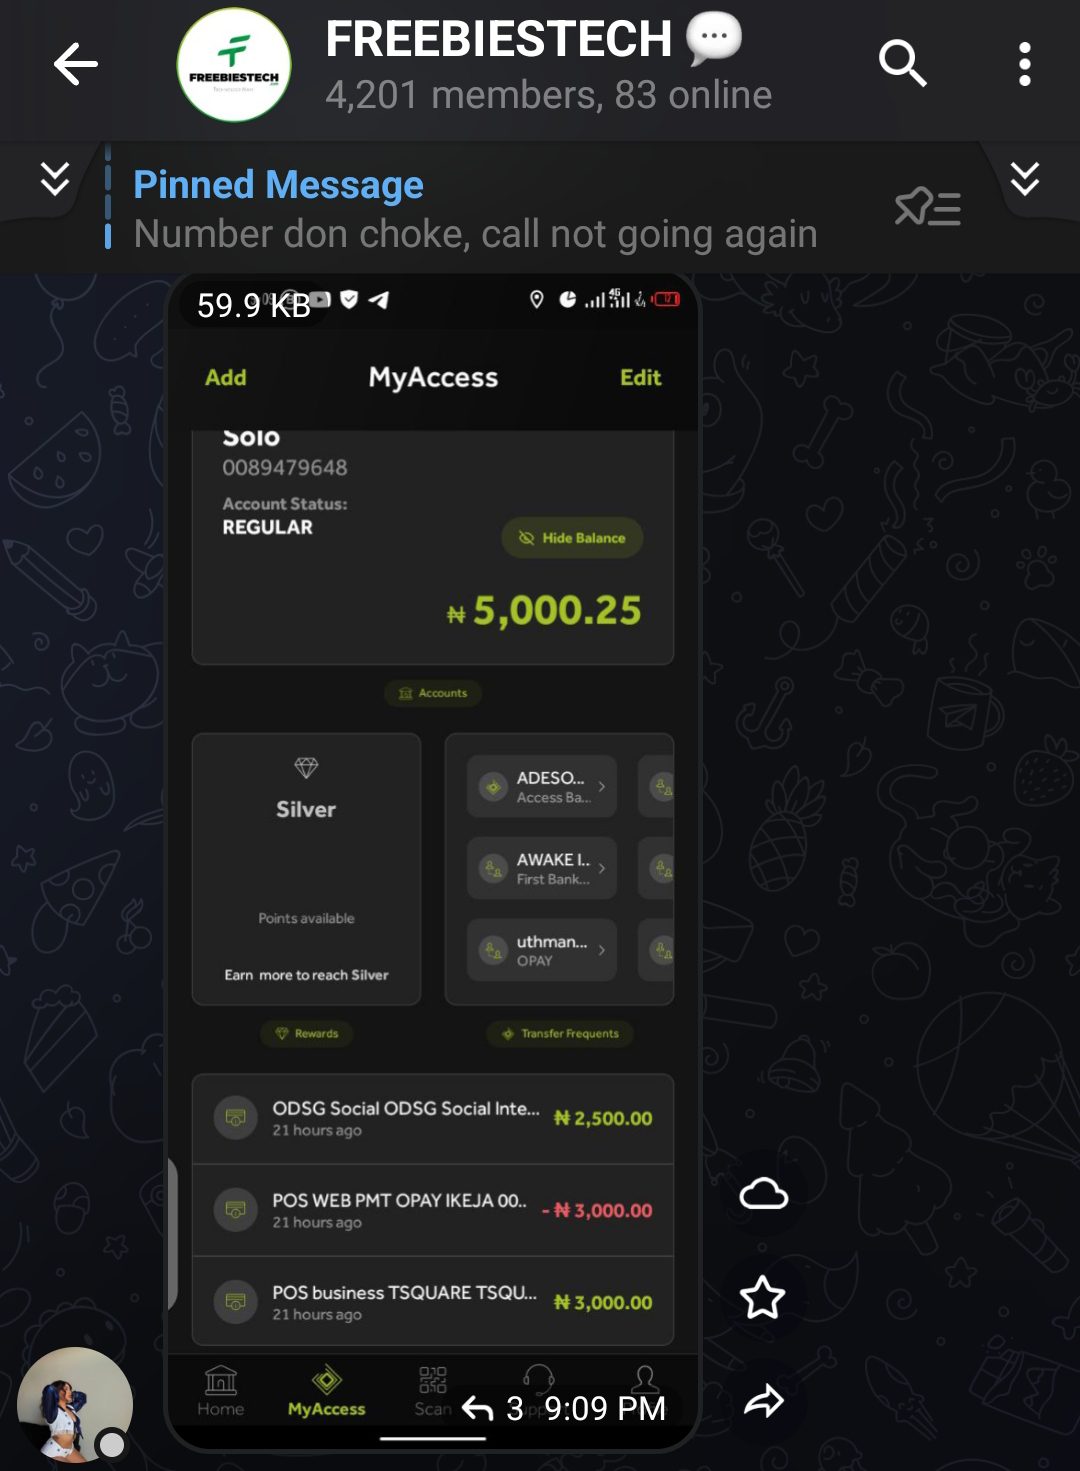 FREEBIESTECH 💬
4,201 members, 83 online
FREEBIESTECH
Pinned Message
Number don choke, call not going again
59.9 KB
4G
Add
MyAccess
Edit
Solo
0089479648
Account Status:
REGULAR
Hide Balance
₦ 5,000.25
Accounts
Silver
Points available
Earn more to reach Silver
Rewards
ADESO...
Access Ba...
AWAKE I..
First Bank...
uthman...
OPAY
Transfer Frequents
ODSG Social ODSG Social Inte...
₦ 2,500.00
21 hours ago
POS WEB PMT OPAY IKEJA 00..
- ₦ 3,000.00
21 hours ago
POS business TSQUARE TSQU...
₦ 3,000.00
21 hours ago
Home
MyAccess
Scan
3 9:09 PM